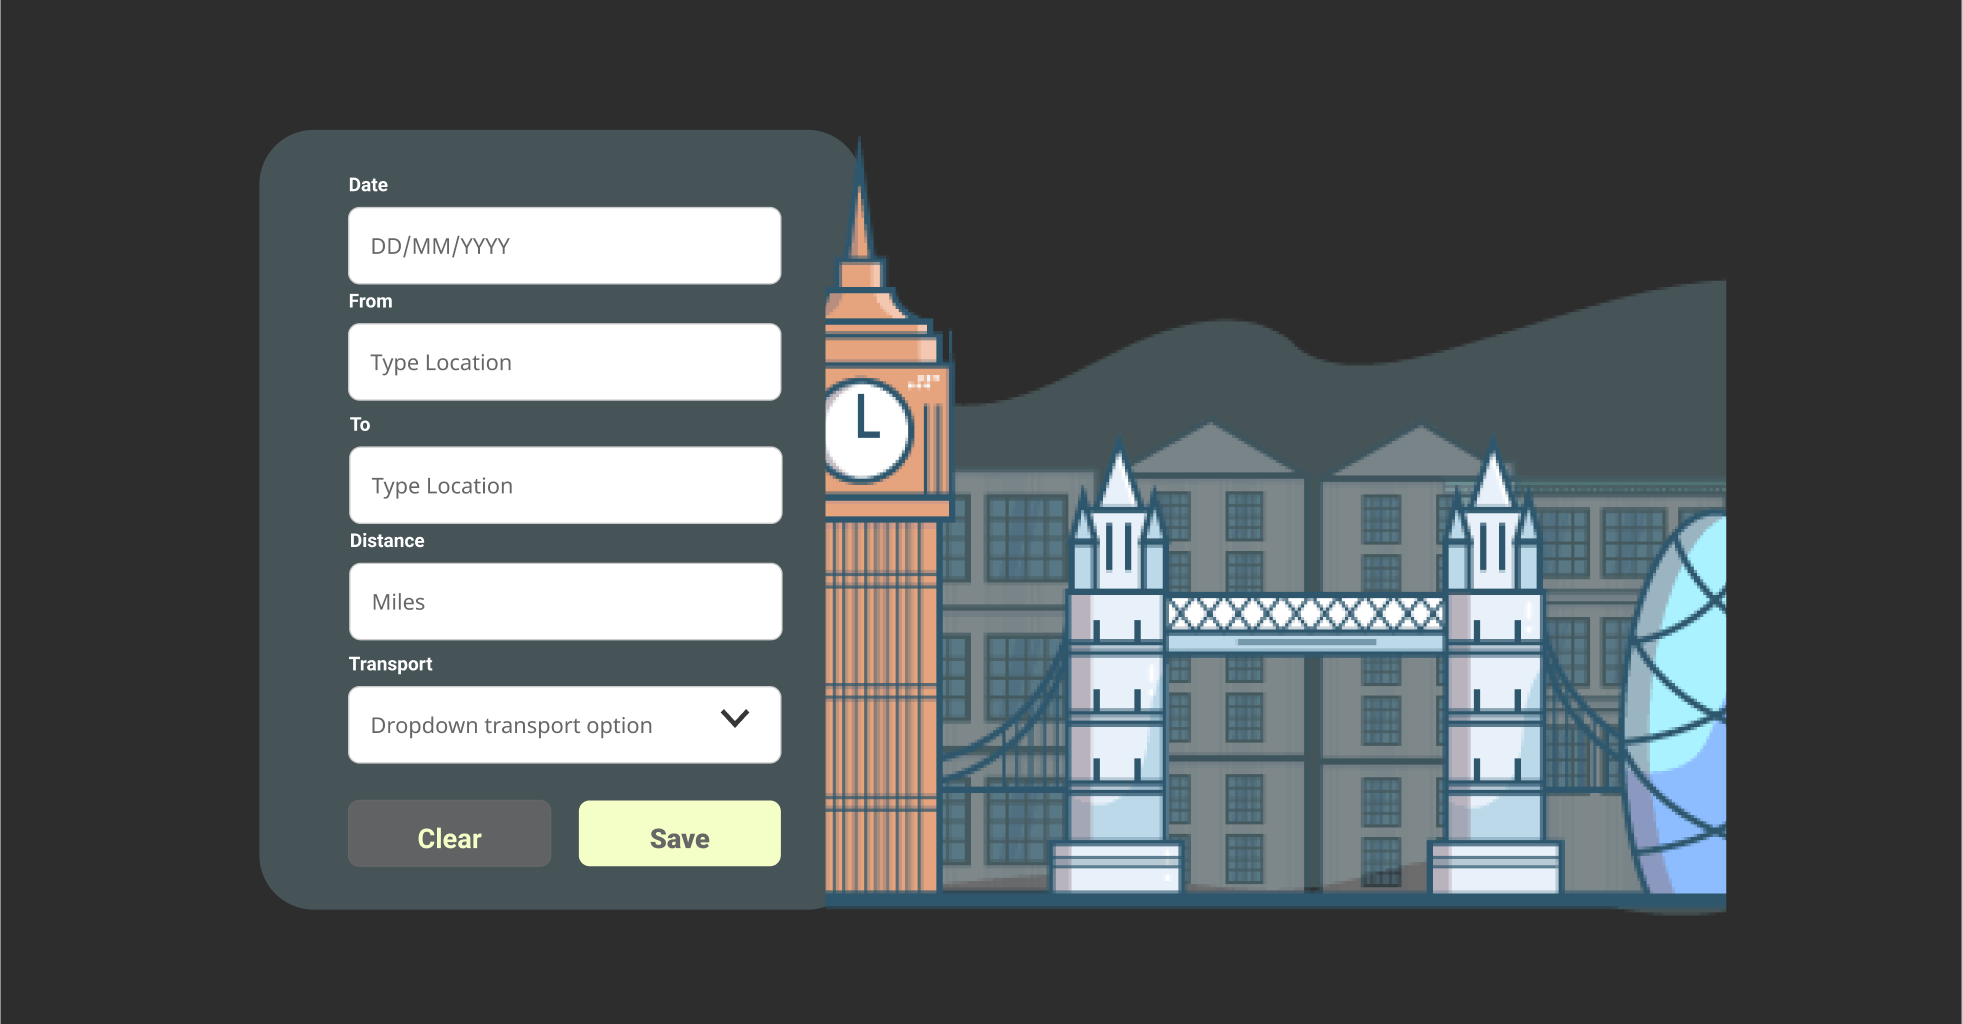 Date
DD/MM/YYYY
From
Type Location
To
Type Location
Distance
Miles
Transport
Dropdown transport option
Clear
Save